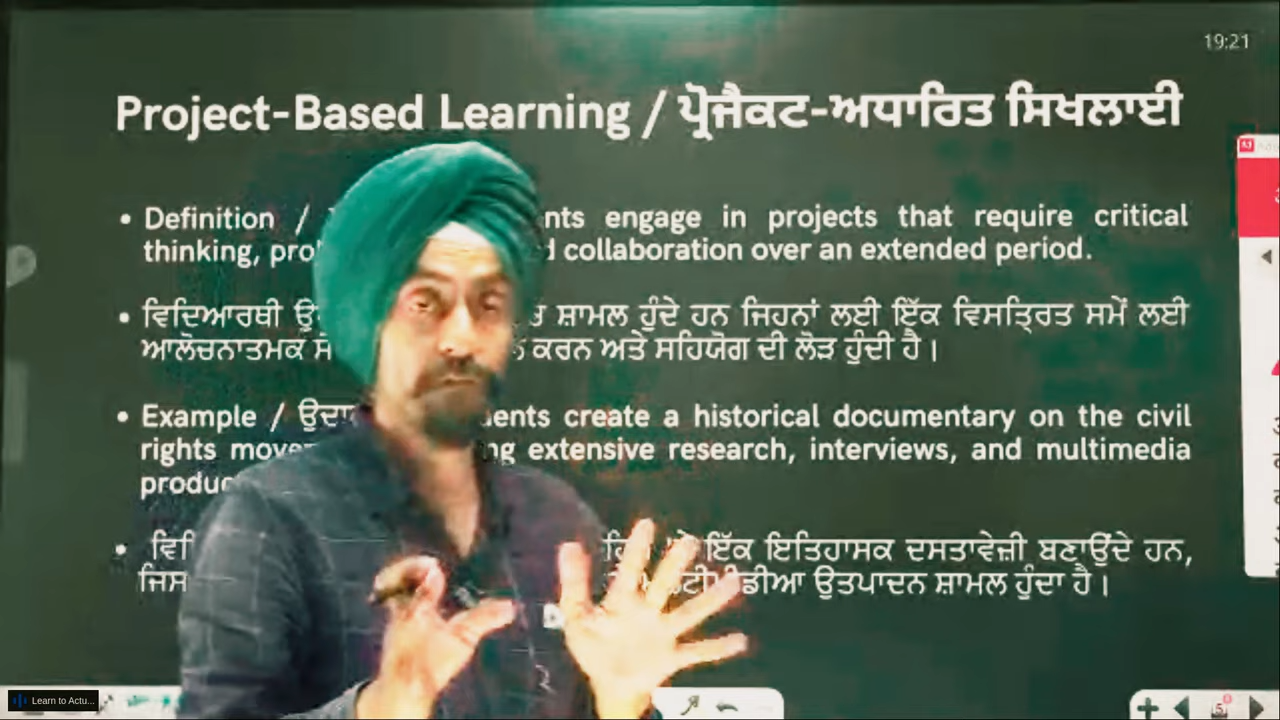 19:21
Project-Based Learning / ਪ੍ਰੋਜੈਕਟ-ਅਧਾਰਿਤ ਸਿਖਲਾਈ
Definition / engage in projects that require critical
thinking, collaboration over an extended period.
ਵਿਦਿਆਰਥੀ ਸ਼ਾਮਲ ਹੁੰਦੇ ਹਨ ਜਿਹਨਾਂ ਲਈ ਇੱਕ ਵਿਸਤ੍ਰਿਤ ਸਮੇਂ ਲਈ
ਆਲੋਚਨਾਤਮਕ ਕਰਨ ਅਤੇ ਸਹਿਯੋਗ ਦੀ ਲੋੜ ਹੁੰਦੀ ਹੈ।
Example / create a historical documentary on the civil
rights extensive research, interviews, and multimedia
ਇੱਕ ਇਤਿਹਾਸਕ ਦਸਤਾਵੇਜ਼ੀ ਬਣਾਉਂਦੇ ਹਨ,
ਜਿਸ ਉਤਪਾਦਨ ਸ਼ਾਮਲ ਹੁੰਦਾ ਹੈ।
Learn to Actu...